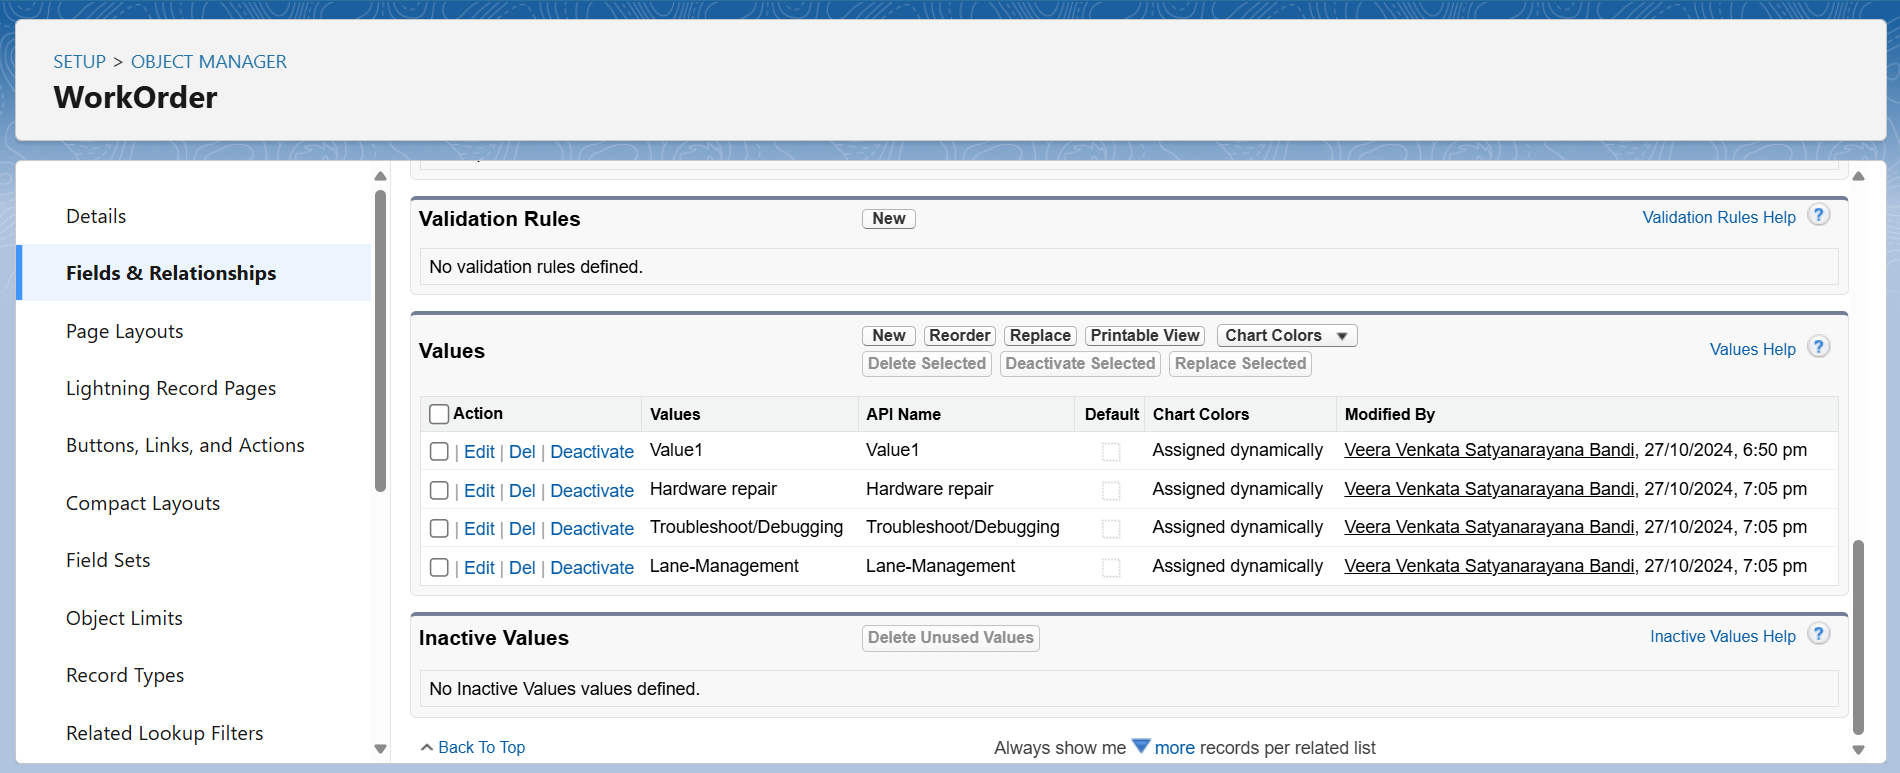 SETUP > OBJECT MANAGER
WorkOrder
Details
Fields & Relationships
Page Layouts
Lightning Record Pages
Buttons, Links, and Actions
Compact Layouts
Field Sets
Object Limits
Record Types
Related Lookup Filters
Validation Rules New Validation Rules Help ?
No validation rules defined.
Values New Reorder Replace Printable View Chart Colors Values Help ?
Delete Selected Deactivate Selected Replace Selected
Action Values API Name Default Chart Colors Modified By
| Edit | Del | Deactivate Value1 Value1 Assigned dynamically Veera Venkata Satyanarayana Bandi, 27/10/2024, 6:50 pm
| Edit | Del | Deactivate Hardware repair Hardware repair Assigned dynamically Veera Venkata Satyanarayana Bandi, 27/10/2024, 7:05 pm
| Edit | Del | Deactivate Troubleshoot/Debugging Troubleshoot/Debugging Assigned dynamically Veera Venkata Satyanarayana Bandi, 27/10/2024, 7:05 pm
| Edit | Del | Deactivate Lane-Management Lane-Management Assigned dynamically Veera Venkata Satyanarayana Bandi, 27/10/2024, 7:05 pm
Inactive Values Delete Unused Values Inactive Values Help ?
No Inactive Values values defined.
Back To Top Always show me more records per related list